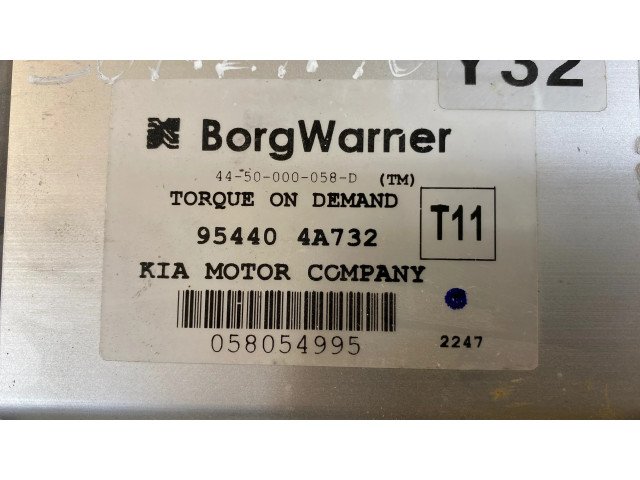 Y32
BorgWarner
44-50-000-058-D (TM)
TORQUE ON DEMAND
95440 4A732
T11
KIA MOTOR COMPANY
058054995
2247